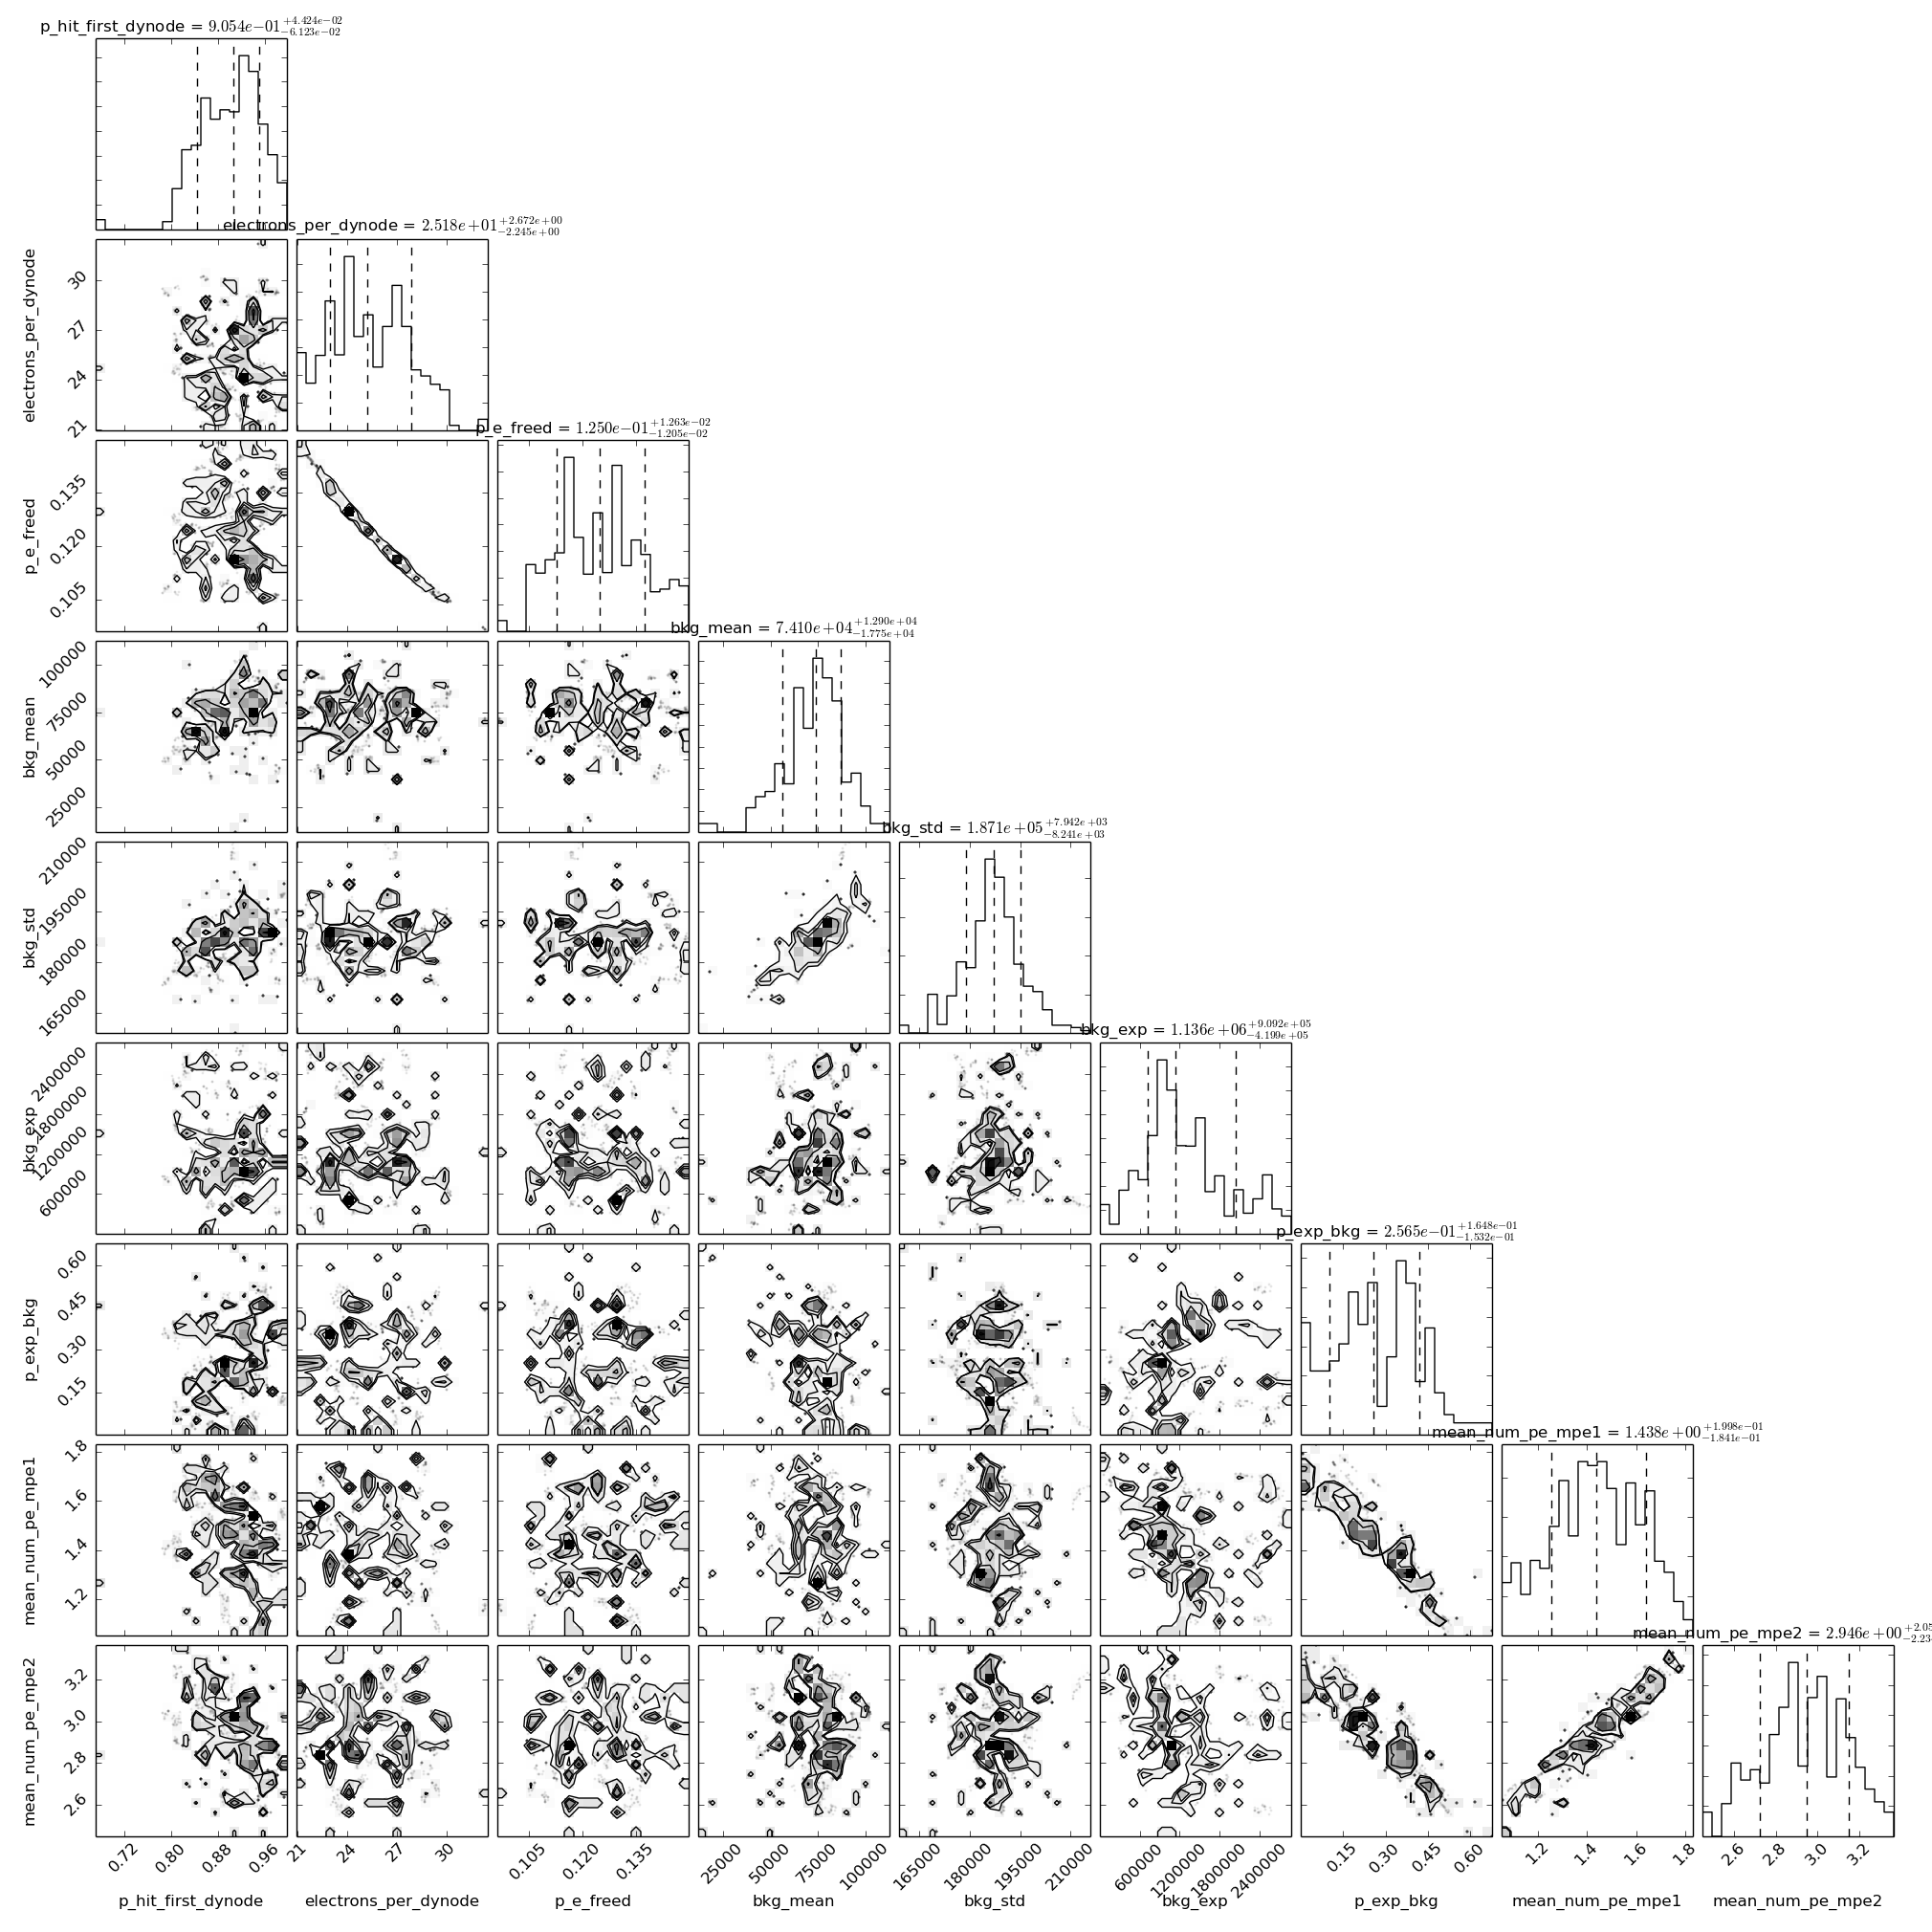 p_hit_first_dynode = 9.054e−01 +4.424e−02 −6.123e−02
electrons_per_dynode = 2.518e+01 +2.672e+00 −2.245e+00
electrons_per_dynode
30
27
24
21
p_e_freed = 1.250e−01 +1.263e−02 −1.205e−02
p_e_freed
0.135
0.120
0.105
bkg_mean = 7.410e+04 +1.290e+04 −1.775e+04
bkg_mean
100000
75000
50000
25000
bkg_std = 1.871e+05 +7.942e+03 −8.241e+03
bkg_std
210000
195000
180000
165000
bkg_exp = 1.136e+06 +9.092e+05 −4.199e+05
bkg_exp
2400000
1800000
1200000
600000
p_exp_bkg = 2.565e−01 +1.648e−01 −1.532e−01
p_exp_bkg
0.60
0.45
0.30
0.15
mean_num_pe_mpe1 = 1.438e+00 +1.998e−01 −1.841e−01
mean_num_pe_mpe1
1.8
1.6
1.4
1.2
mean_num_pe_mpe2 = 2.946e+00 +2.05 −2.23
mean_num_pe_mpe2
3.2
3.0
2.8
2.6
0.72 0.80 0.88 0.96 21 24 27 30 0.105 0.120 0.135 25000 50000 75000 100000 165000 180000 195000 210000 600000 1200000 1800000 2400000 0.15 0.30 0.45 0.60 1.2 1.4 1.6 1.8 2.6 2.8 3.0 3.2
p_hit_first_dynode electrons_per_dynode p_e_freed bkg_mean bkg_std bkg_exp p_exp_bkg mean_num_pe_mpe1 mean_num_pe_mpe2